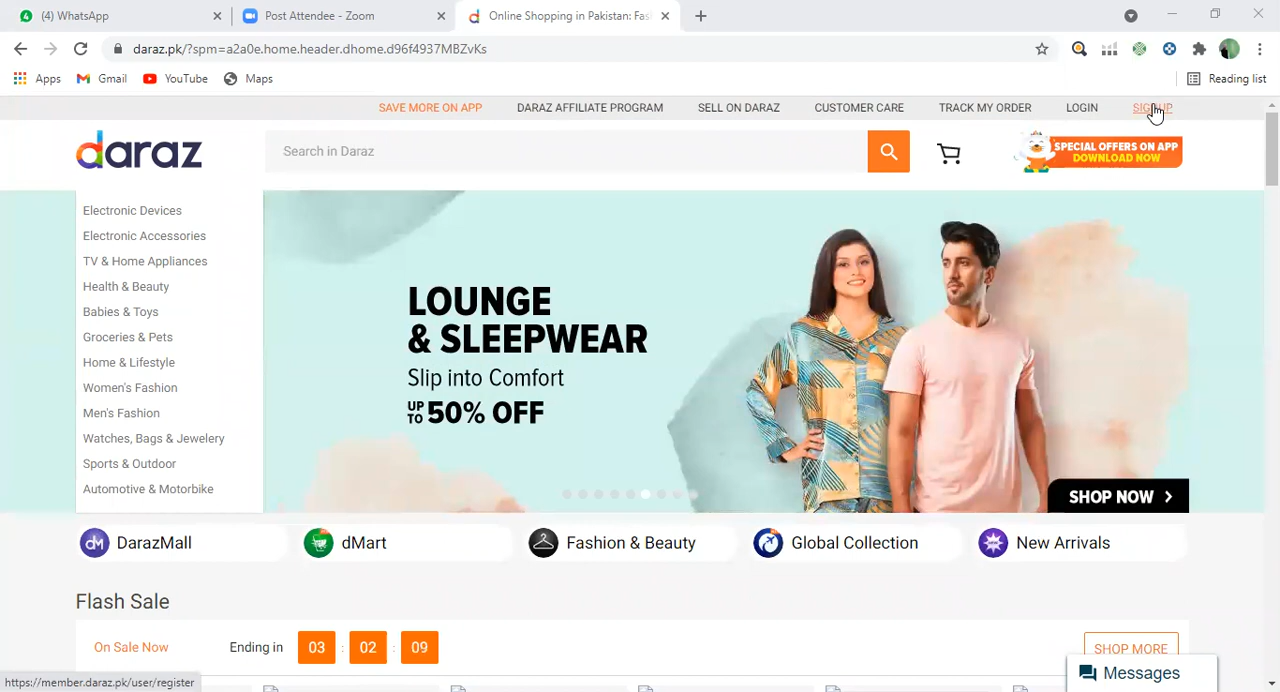 (4) WhatsApp
Post Attendee - Zoom
Online Shopping in Pakistan: Fas
daraz.pk/?spm=a2a0e.home.header.dhome.d96f4937MBZvKs
Apps
Gmail
YouTube
Maps
Reading list
SAVE MORE ON APP
DARAZ AFFILIATE PROGRAM
SELL ON DARAZ
CUSTOMER CARE
TRACK MY ORDER
LOGIN
SIGNUP
daraz
Search in Daraz
SPECIAL OFFERS ON APP
DOWNLOAD NOW
Electronic Devices
Electronic Accessories
TV & Home Appliances
Health & Beauty
Babies & Toys
Groceries & Pets
Home & Lifestyle
Women's Fashion
Men's Fashion
Watches, Bags & Jewelery
Sports & Outdoor
Automotive & Motorbike
LOUNGE
& SLEEPWEAR
Slip into Comfort
UP TO 50% OFF
SHOP NOW
DarazMall
dMart
Fashion & Beauty
Global Collection
New Arrivals
Flash Sale
On Sale Now
Ending in
03 : 02 : 09
SHOP MORE
Messages
https://member.daraz.pk/user/register